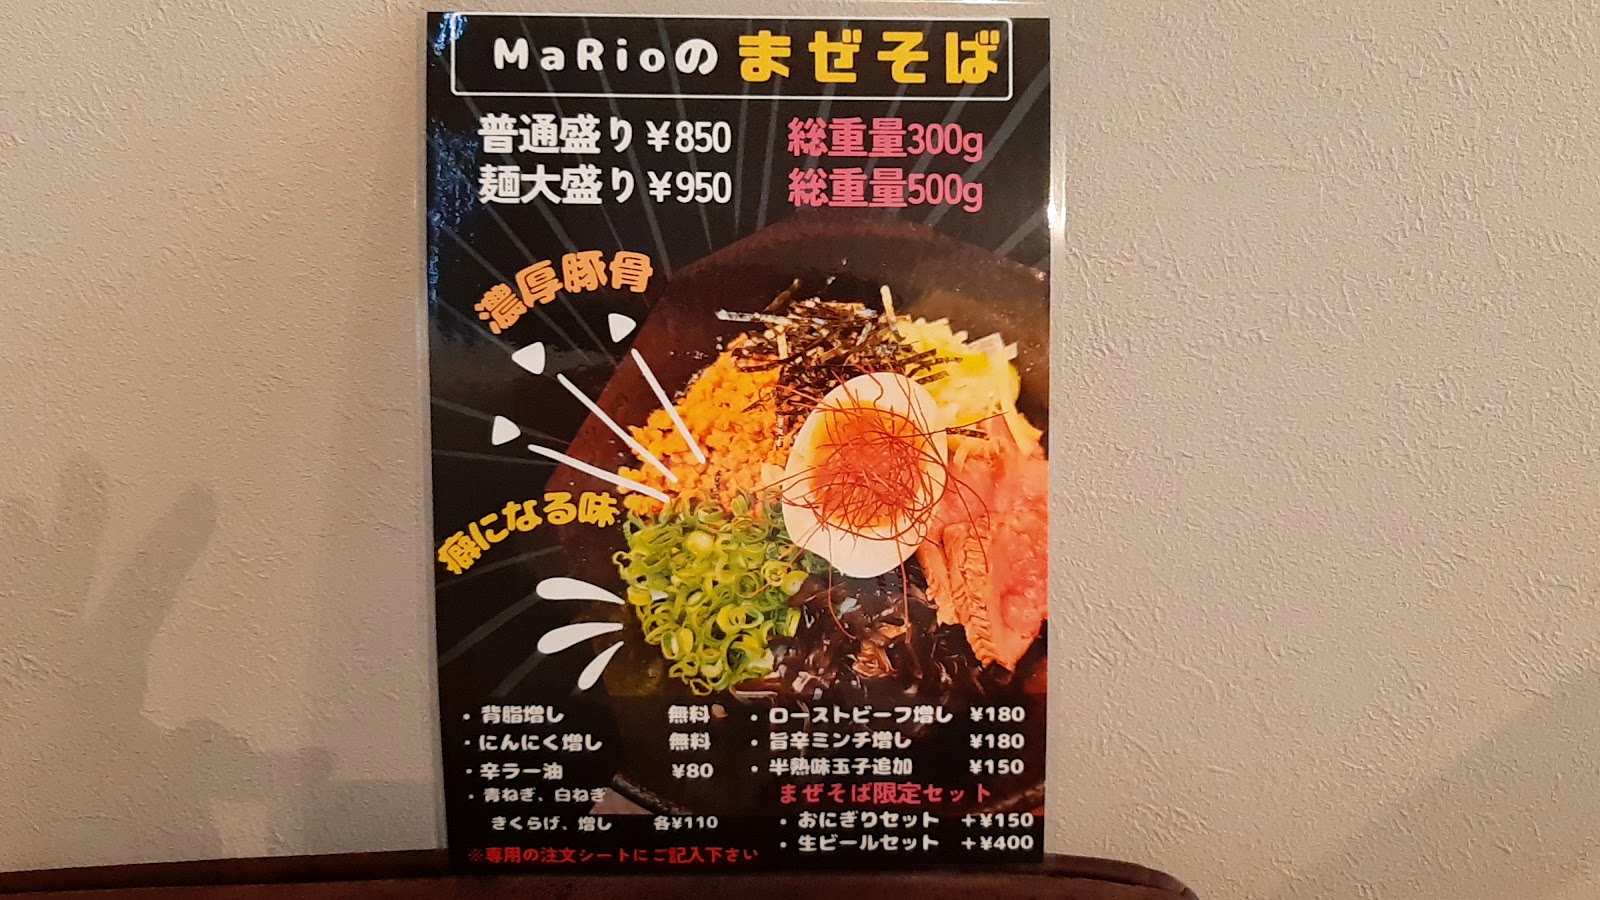 MaRioの まぜそば
普通盛り ¥850 総重量300g
麺大盛り ¥950 総重量500g
濃厚豚骨
癖になる味
・背脂増し 無料
・にんにく増し 無料
・辛ラー油 ¥80
・青ねぎ、白ねぎ
きくらげ、増し 各¥110
※専用の注文シートにご記入下さい
・ローストビーフ増し ¥180
・旨辛ミンチ増し ¥180
・半熟味玉子追加 ¥150
まぜそば限定セット
・おにぎりセット +¥150
・生ビールセット +¥400